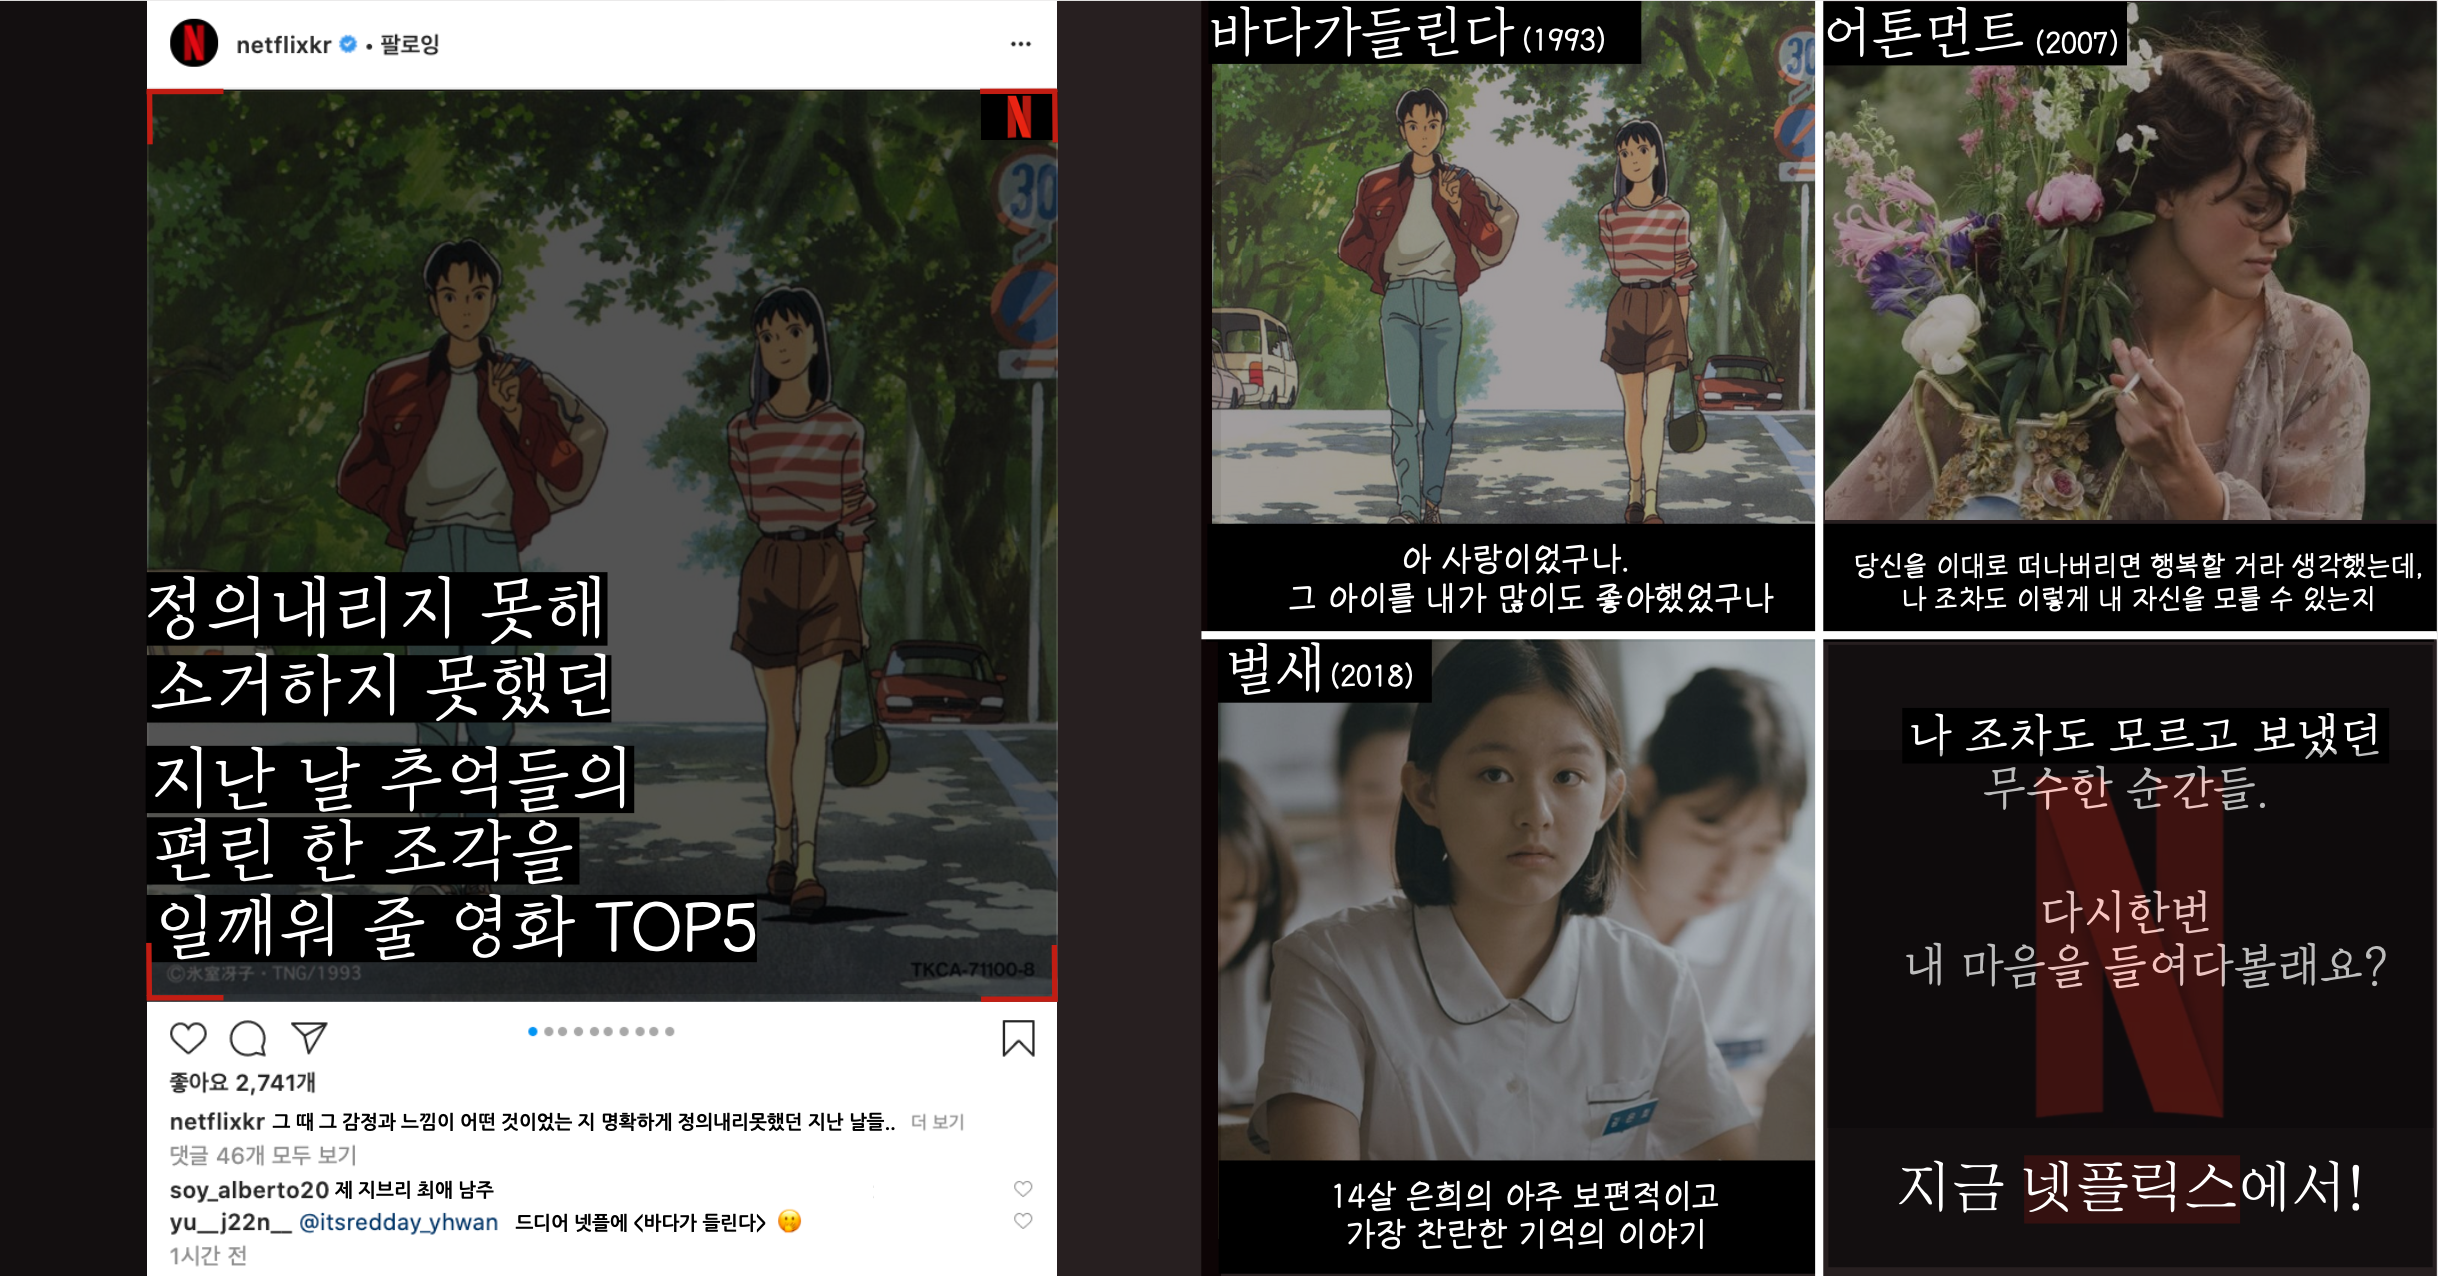 netflixkr • 팔로잉
N
30
정의내리지 못해
소거하지 못했던
지난 날 추억들의
편린 한 조각을
일깨워 줄 영화 TOP5
©氷室冴子・TNG/1993
TKCA-71100-8
좋아요 2,741개
netflixkr 그 때 그 감정과 느낌이 어떤 것이었는 지 명확하게 정의내리못했던 지난 날들.. 더 보기
댓글 46개 모두 보기
soy_alberto20 제 지브리 최애 남주
yu__j22n__ @itsredday_yhwan 드디어 넷플에 <바다가 들린다> 🤫
1시간 전
바다가들린다 (1993)
30
아 사랑이었구나.
그 아이를 내가 많이도 좋아했었구나
어톤먼트 (2007)
당신을 이대로 떠나버리면 행복할 거라 생각했는데,
나 조차도 이렇게 내 자신을 모를 수 있는지
벌새 (2018)
14살 은희의 아주 보편적이고
가장 찬란한 기억의 이야기
나 조차도 모르고 보냈던
무수한 순간들.
다시한번
내 마음을 들여다볼래요?
N
지금 넷플릭스에서!